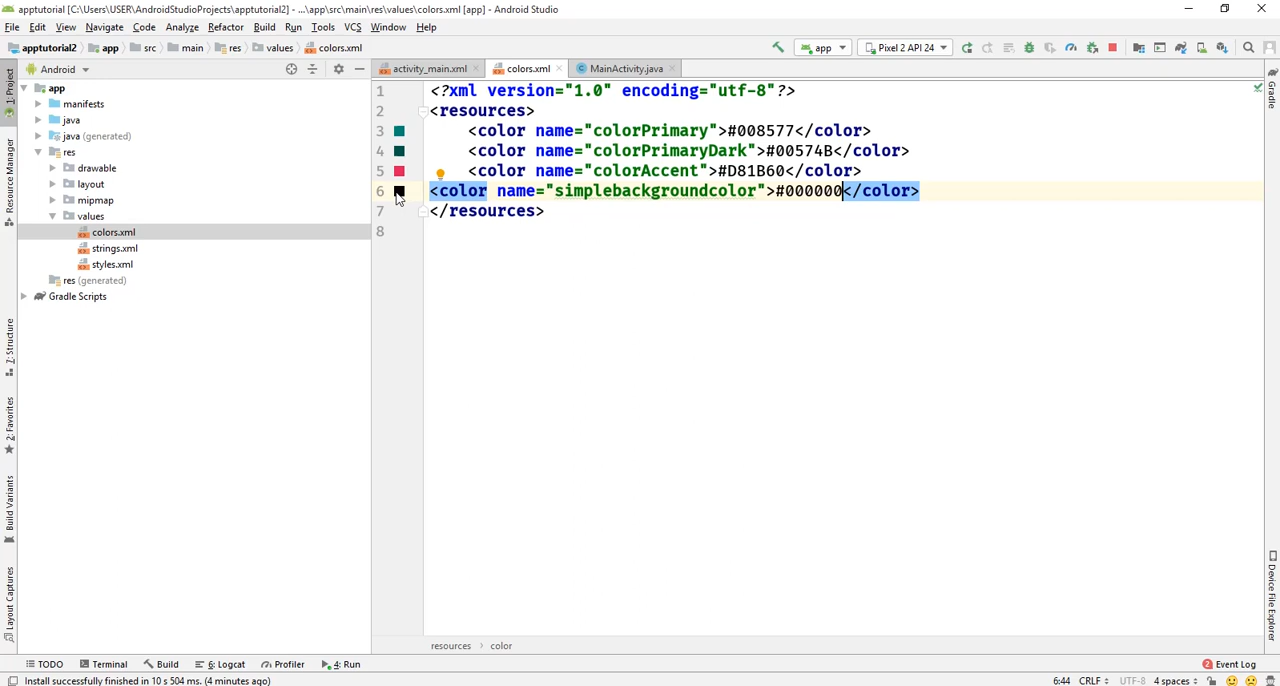 apptutorial [C:\Users\USER\AndroidStudioProjects\apptutorial2] - ...\app\src\main\res\values\colors.xml [app] - Android Studio
File Edit View Navigate Code Analyze Refactor Build Run Tools VCS Window Help
apptutorial2 app src main res values colors.xml app Pixel 2 API 24
Android
activity_main.xml colors.xml MainActivity.java
1: Project
Resource Manager
7: Structure
2: Favorites
Build Variants
Layout Captures
app
manifests
java
java (generated)
res
drawable
layout
mipmap
values
colors.xml
strings.xml
styles.xml
res (generated)
Gradle Scripts
1 <?xml version="1.0" encoding="utf-8"?>
2 <resources>
3 <color name="colorPrimary">#008577</color>
4 <color name="colorPrimaryDark">#00574B</color>
5 <color name="colorAccent">#D81B60</color>
6 <color name="simplebackgroundcolor">#000000</color>
7 </resources>
8
Gradle
Device File Explorer
resources › color
TODO Terminal Build 6: Logcat Profiler 4: Run 2 Event Log
Install successfully finished in 10 s 504 ms. (4 minutes ago) 6:44 CRLF UTF-8 4 spaces